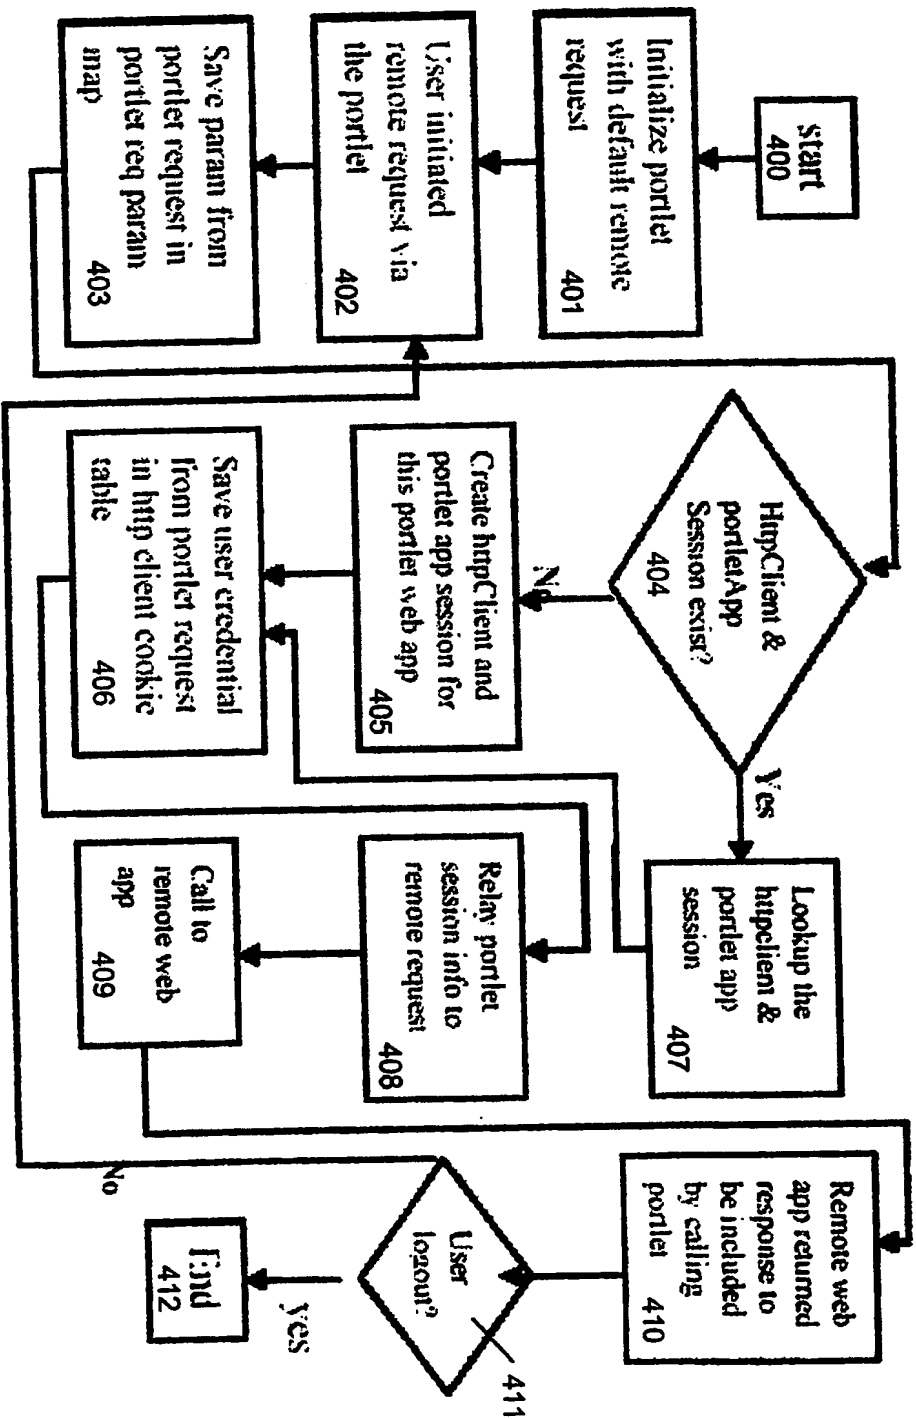 start
400
Initialize portlet
with default remote
request
401
User initiated
remote request via
the portlet
402
Save param from
portler request in
portler req param
map
403
HttpClient &
portletApp
Session exist?
404
No
Yes
Create httpClient and
portlet app session for
this portlet web app
405
Save user credential
from portlet request
in http client cookie
table
406
Lookup the
httpclient &
portlet app
session
407
Relay portlet
session info to
remote request
408
Call to
remote web
app
409
Remote web
app returned
response to
be included
by calling
portlet
410
User
logout?
411
No
yes
End
412